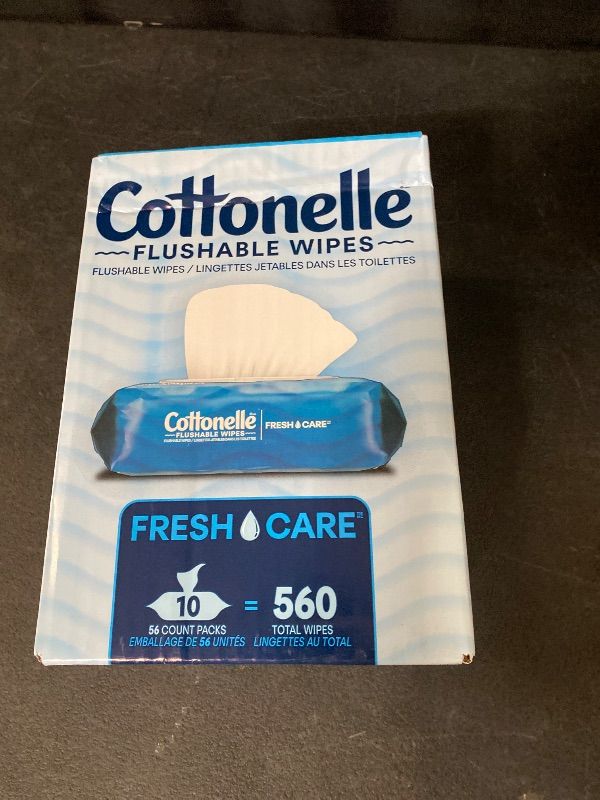 Cottonelle
FLUSHABLE WIPES
FLUSHABLE WIPES / LINGETTES JETABLES DANS LES TOILETTES
Cottonelle
FLUSHABLE WIPES
FRESH CARE
FRESH CARE
10 = 560
56 COUNT PACKS TOTAL WIPES
EMBALLAGE DE 56 UNITÉS LINGETTES AU TOTAL